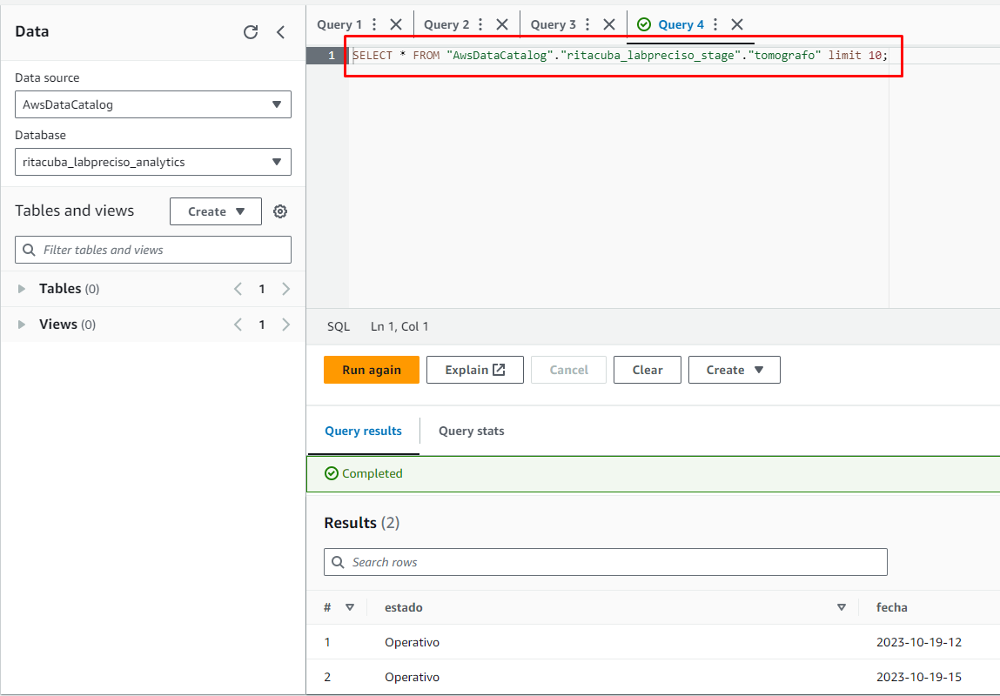 Data
Data source
AwsDataCatalog
Database
ritacuba_labpreciso_analytics
Tables and views
Create
Filter tables and views
Tables (0)
1
Views (0)
1
Query 1
Query 2
Query 3
Query 4
1 SELECT * FROM "AwsDataCatalog"."ritacuba_labpreciso_stage"."tomografo" limit 10;
SQL Ln 1, Col 1
Run again Explain Cancel Clear Create
Query results Query stats
Completed
Results (2)
Search rows
# estado fecha
1 Operativo 2023-10-19-12
2 Operativo 2023-10-19-15